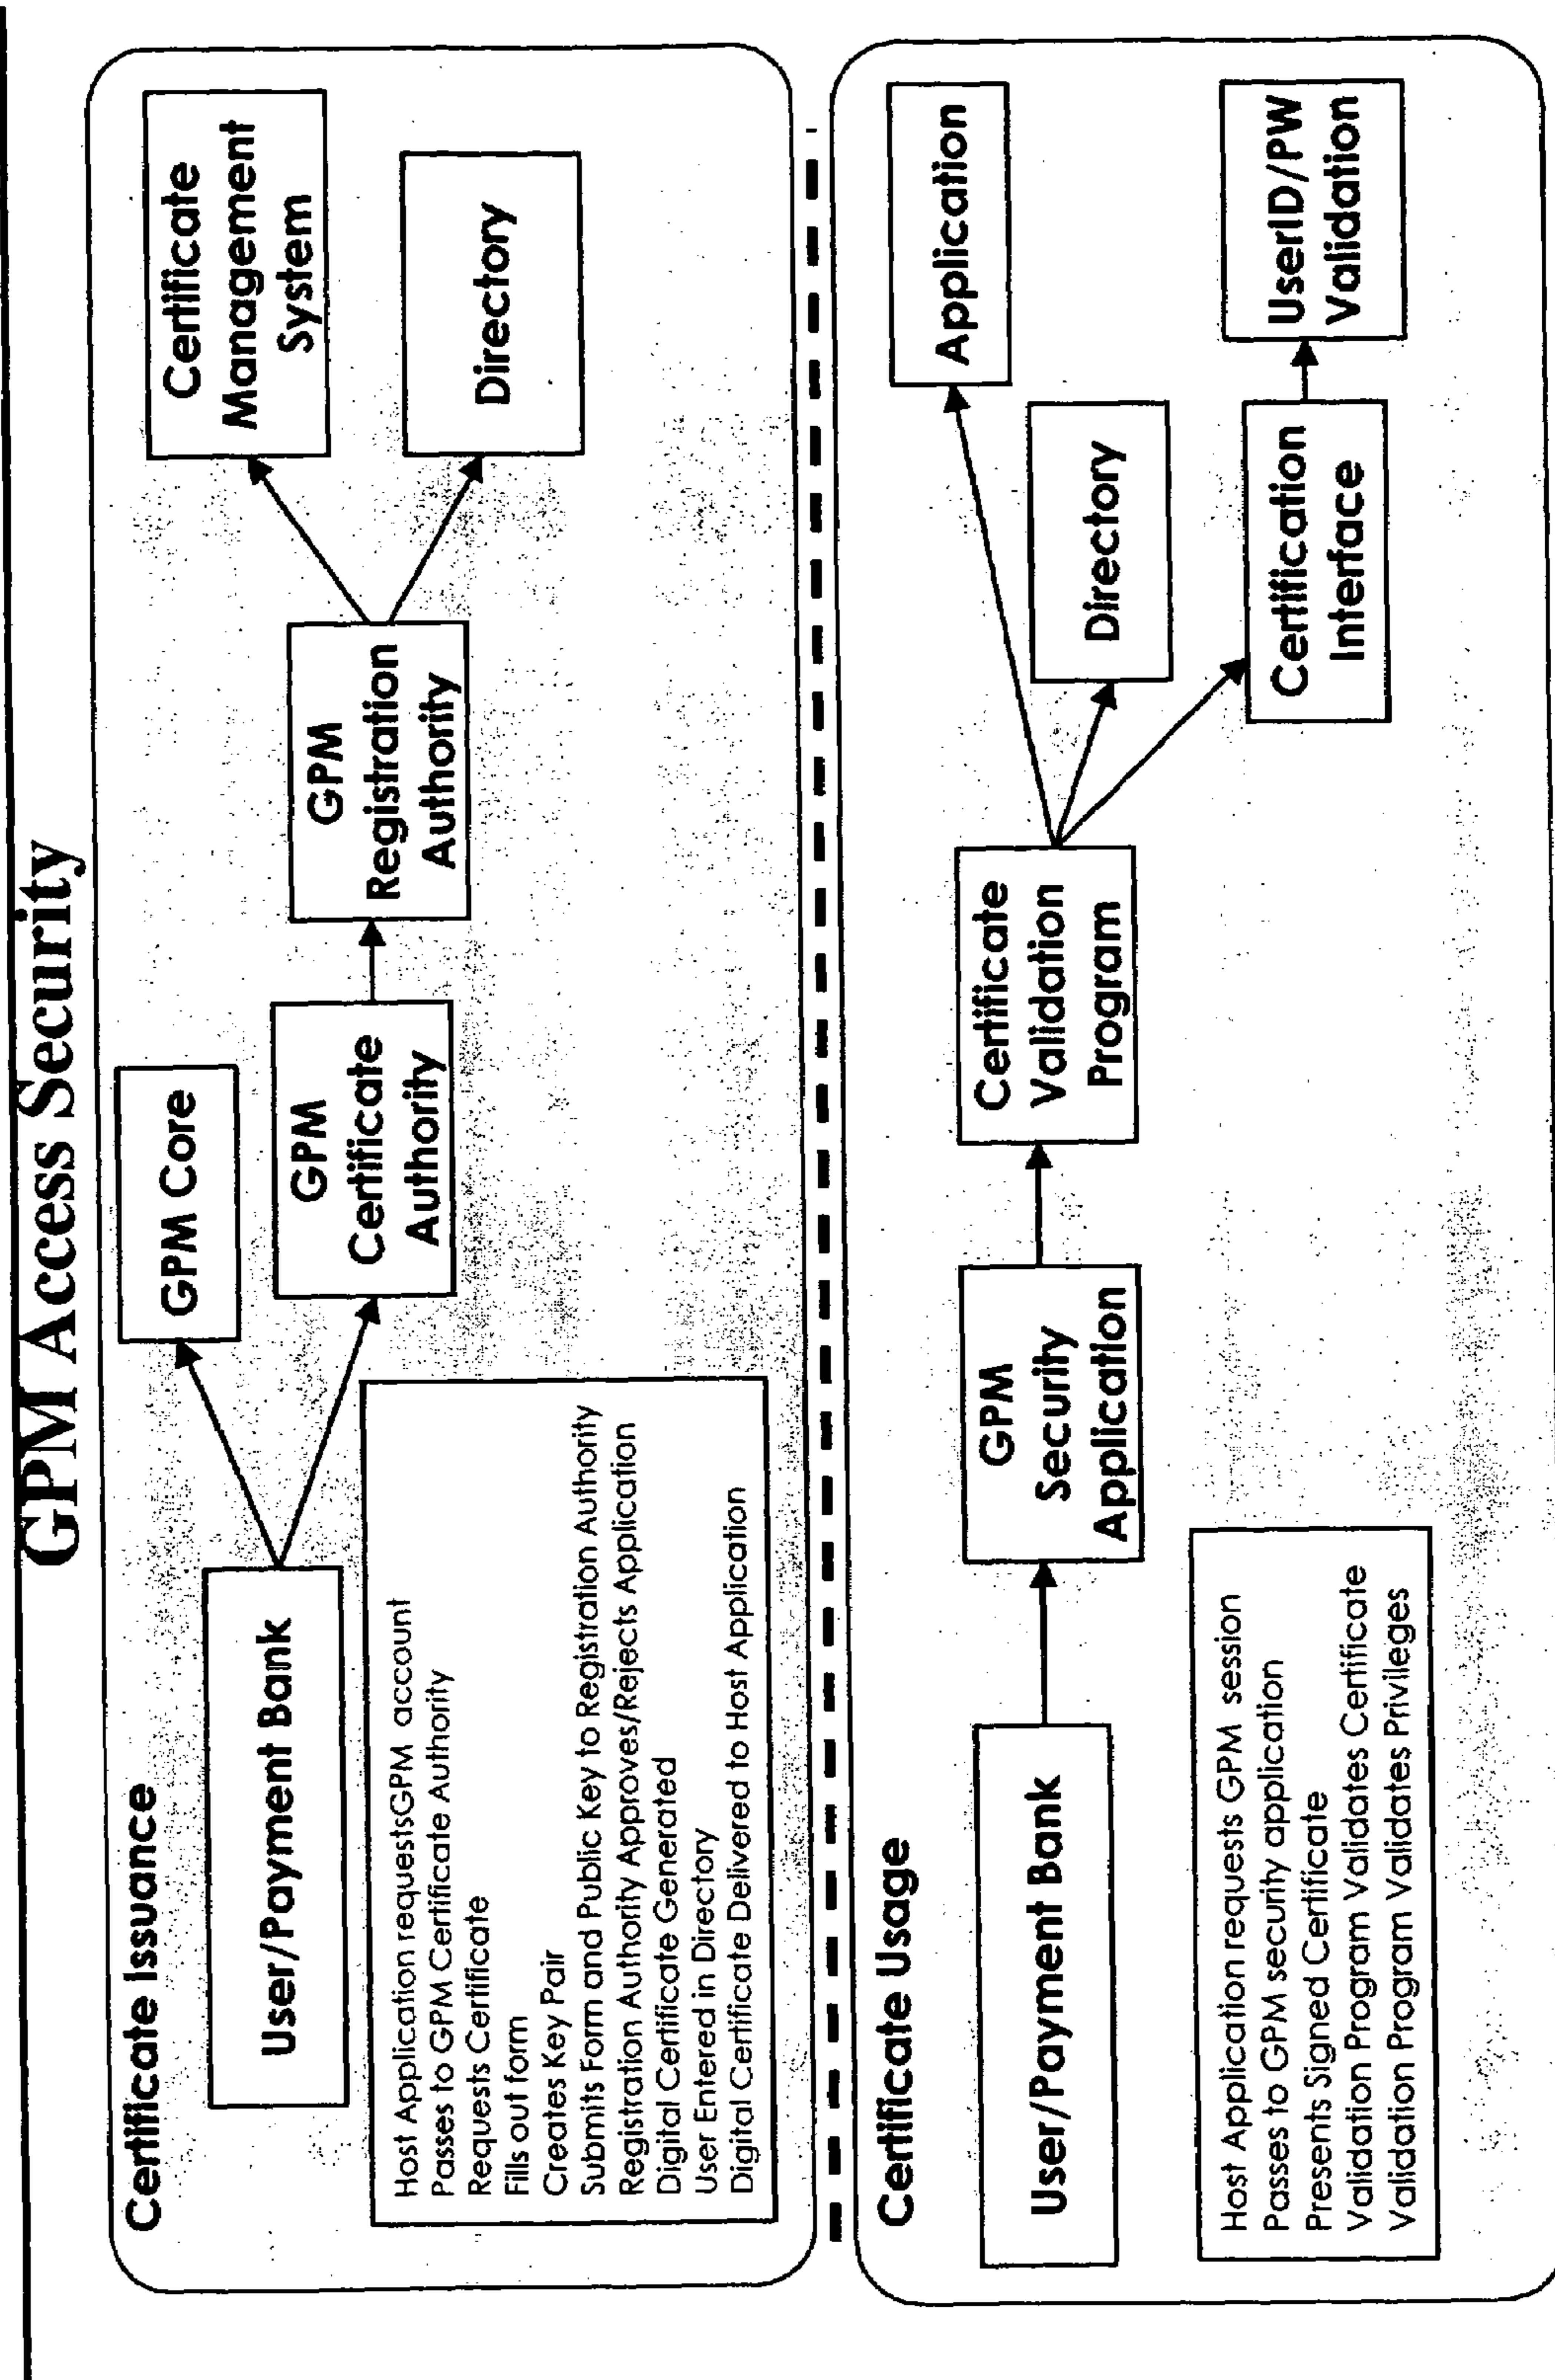 GPM Access Security
Certificate Issuance
User/Payment Bank
GPM Core
GPM
Certificate
Authority
GPM
Registration
Authority
Certificate
Management
System
Directory
Host Application requestsGPM account
Passes to GPM Certificate Authority
Requests Certificate
Fills out form
Creates Key Pair
Submits Form and Public Key to Registration Authority
Registration Authority Approves/Rejects Application
Digital Certificate Generated
User Entered in Directory
Digital Certificate Delivered to Host Application
Certificate Usage
User/Payment Bank
GPM
Security
Application
Certificate
Validation
Program
Application
Directory
Certification
Interface
UserID/PW
Validation
Host Application requests GPM session
Passes to GPM security application
Presents Signed Certificate
Validation Program Validates Certificate
Validation Program Validates Privileges